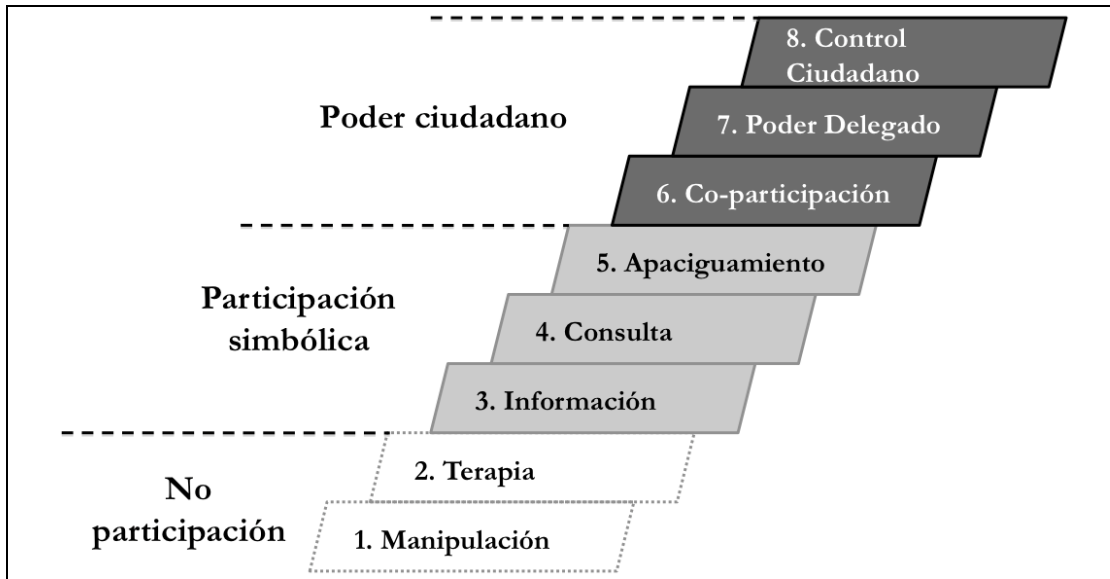 8. Control
Ciudadano
Poder ciudadano
7. Poder Delegado
6. Co-participación
5. Apaciguamiento
Participación
simbólica
4. Consulta
3. Información
2. Terapia
No
participación
1. Manipulación